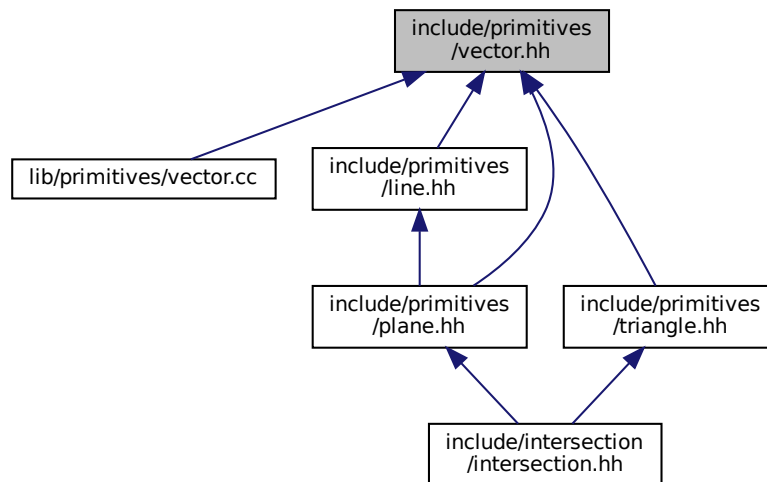 include/primitives
/vector.hh
lib/primitives/vector.cc
include/primitives
/line.hh
include/primitives
/plane.hh
include/primitives
/triangle.hh
include/intersection
/intersection.hh